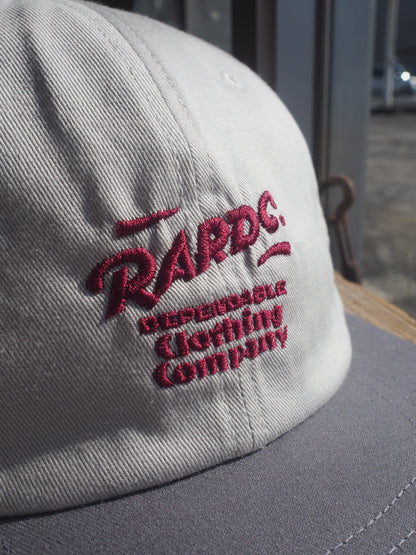 RARDC.
DEPENDABLE
Clothing
Company